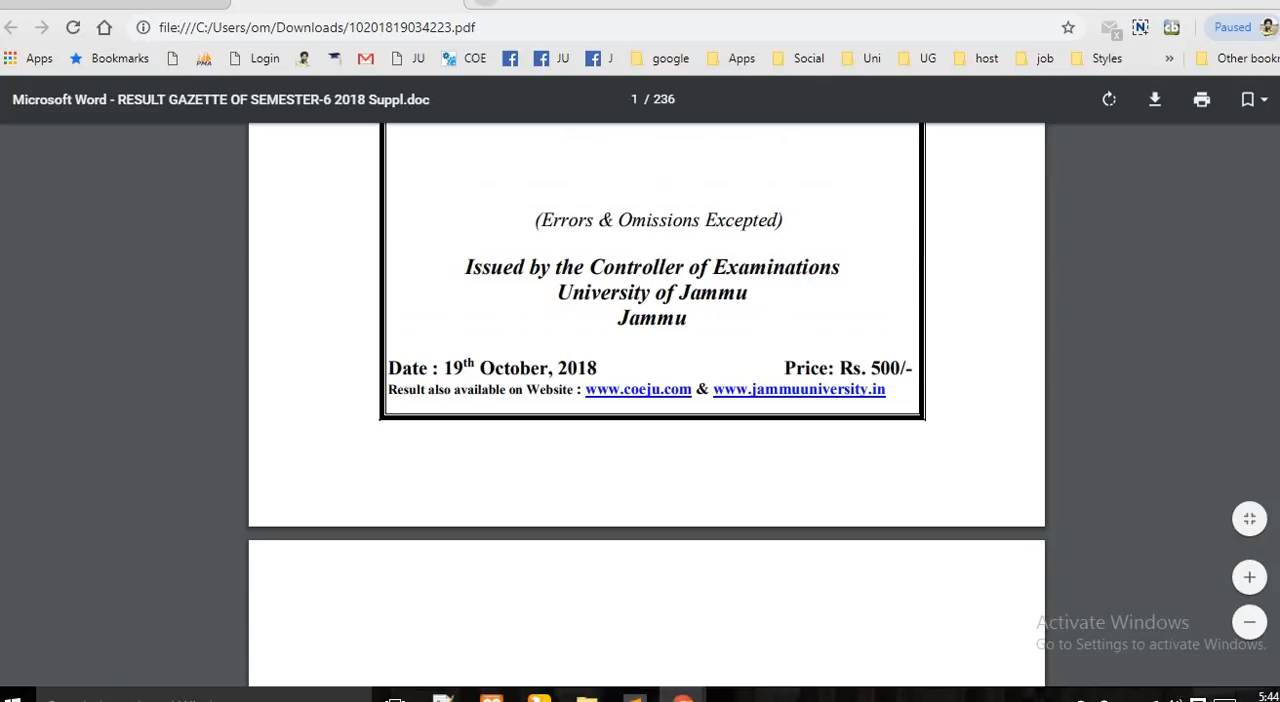 file:///C:/Users/om/Downloads/10201819034223.pdf
Paused
Apps Bookmarks Login JU COE JU J google Apps Social Uni UG host job Styles » Other bookr
Microsoft Word - RESULT GAZETTE OF SEMESTER-6 2018 Suppl.doc 1 / 236
(Errors & Omissions Excepted)
Issued by the Controller of Examinations
University of Jammu
Jammu
Date : 19th October, 2018 Price: Rs. 500/-
Result also available on Website : www.coeju.com & www.jammuuniversity.in
Activate Windows
Go to Settings to activate Windows.
5:44